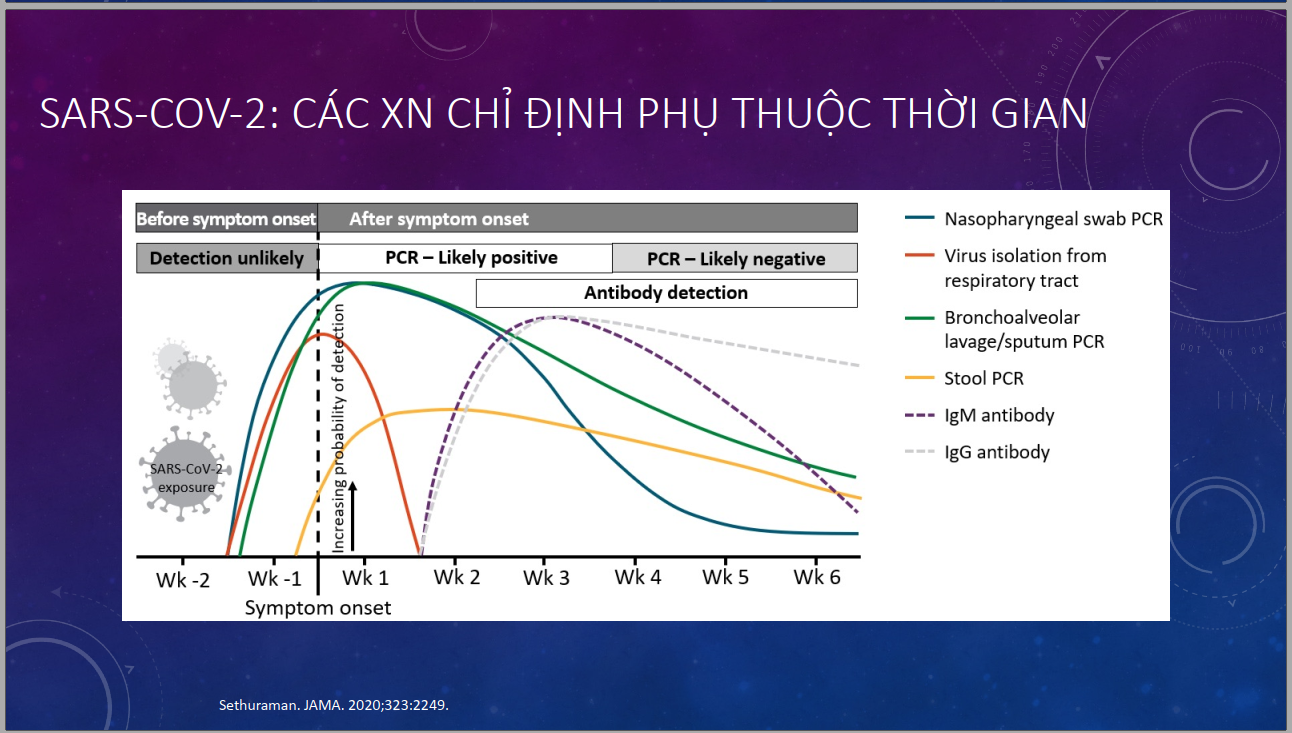 SARS-COV-2: CÁC XN CHỈ ĐỊNH PHỤ THUỘC THỜI GIAN
Before symptom onset
After symptom onset
Detection unlikely
PCR – Likely positive
PCR – Likely negative
Antibody detection
Increasing probability of detection
SARS-CoV-2
exposure
Wk -2
Wk -1
Wk 1
Wk 2
Wk 3
Wk 4
Wk 5
Wk 6
Symptom onset
Nasopharyngeal swab PCR
Virus isolation from
respiratory tract
Bronchoalveolar
lavage/sputum PCR
Stool PCR
IgM antibody
IgG antibody
Sethuraman. JAMA. 2020;323:2249.